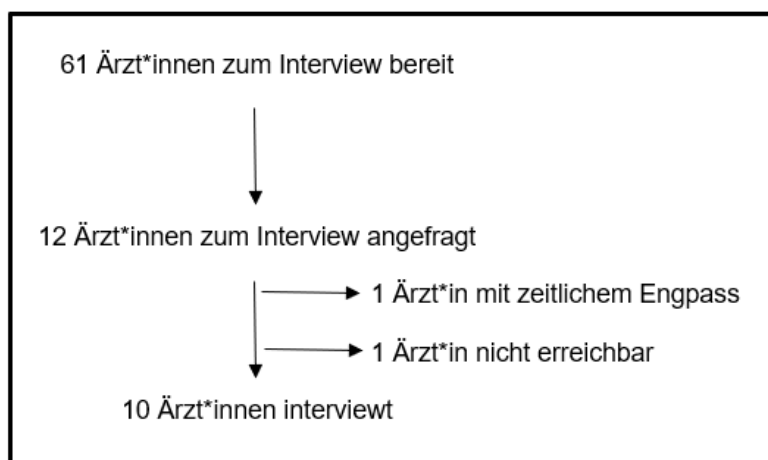 61 Ärzt*innen zum Interview bereit
12 Ärzt*innen zum Interview angefragt
1 Ärzt*in mit zeitlichem Engpass
1 Ärzt*in nicht erreichbar
10 Ärzt*innen interviewt